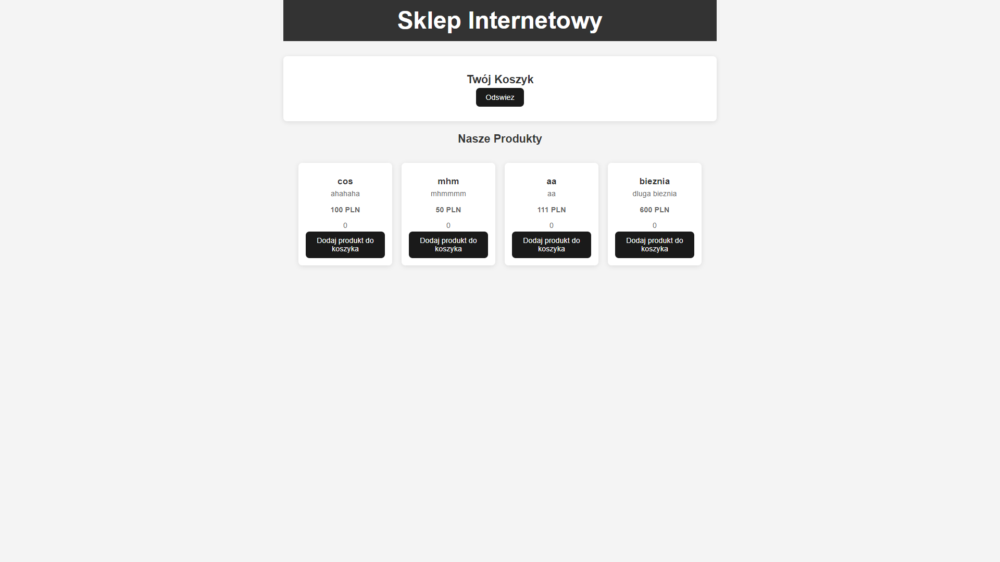 Sklep Internetowy
Twój Koszyk
Odswiez
Nasze Produkty
cos
ahahaha
100 PLN
0
Dodaj produkt do
koszyka
mhm
mhmmmm
50 PLN
0
Dodaj produkt do
koszyka
aa
aa
111 PLN
0
Dodaj produkt do
koszyka
bieznia
dluga bieznia
600 PLN
0
Dodaj produkt do
koszyka